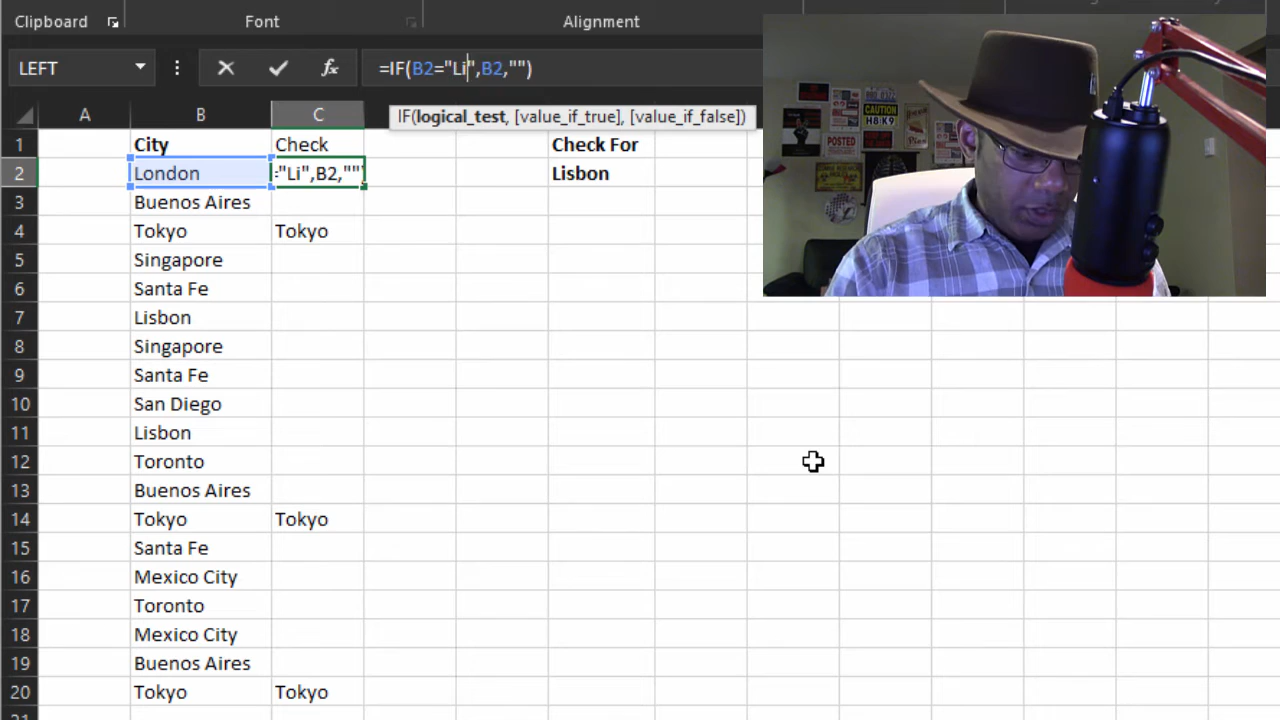 Clipboard Font Alignment
LEFT =IF(B2="Li",B2,"")
IF(logical_test, [value_if_true], [value_if_false])
A B C
1 City Check Check For
2 London ="Li",B2,"" Lisbon
3 Buenos Aires
4 Tokyo Tokyo
5 Singapore
6 Santa Fe
7 Lisbon
8 Singapore
9 Santa Fe
10 San Diego
11 Lisbon
12 Toronto
13 Buenos Aires
14 Tokyo Tokyo
15 Santa Fe
16 Mexico City
17 Toronto
18 Mexico City
19 Buenos Aires
20 Tokyo Tokyo
CAUTION
H8K9
POSTED
Pies